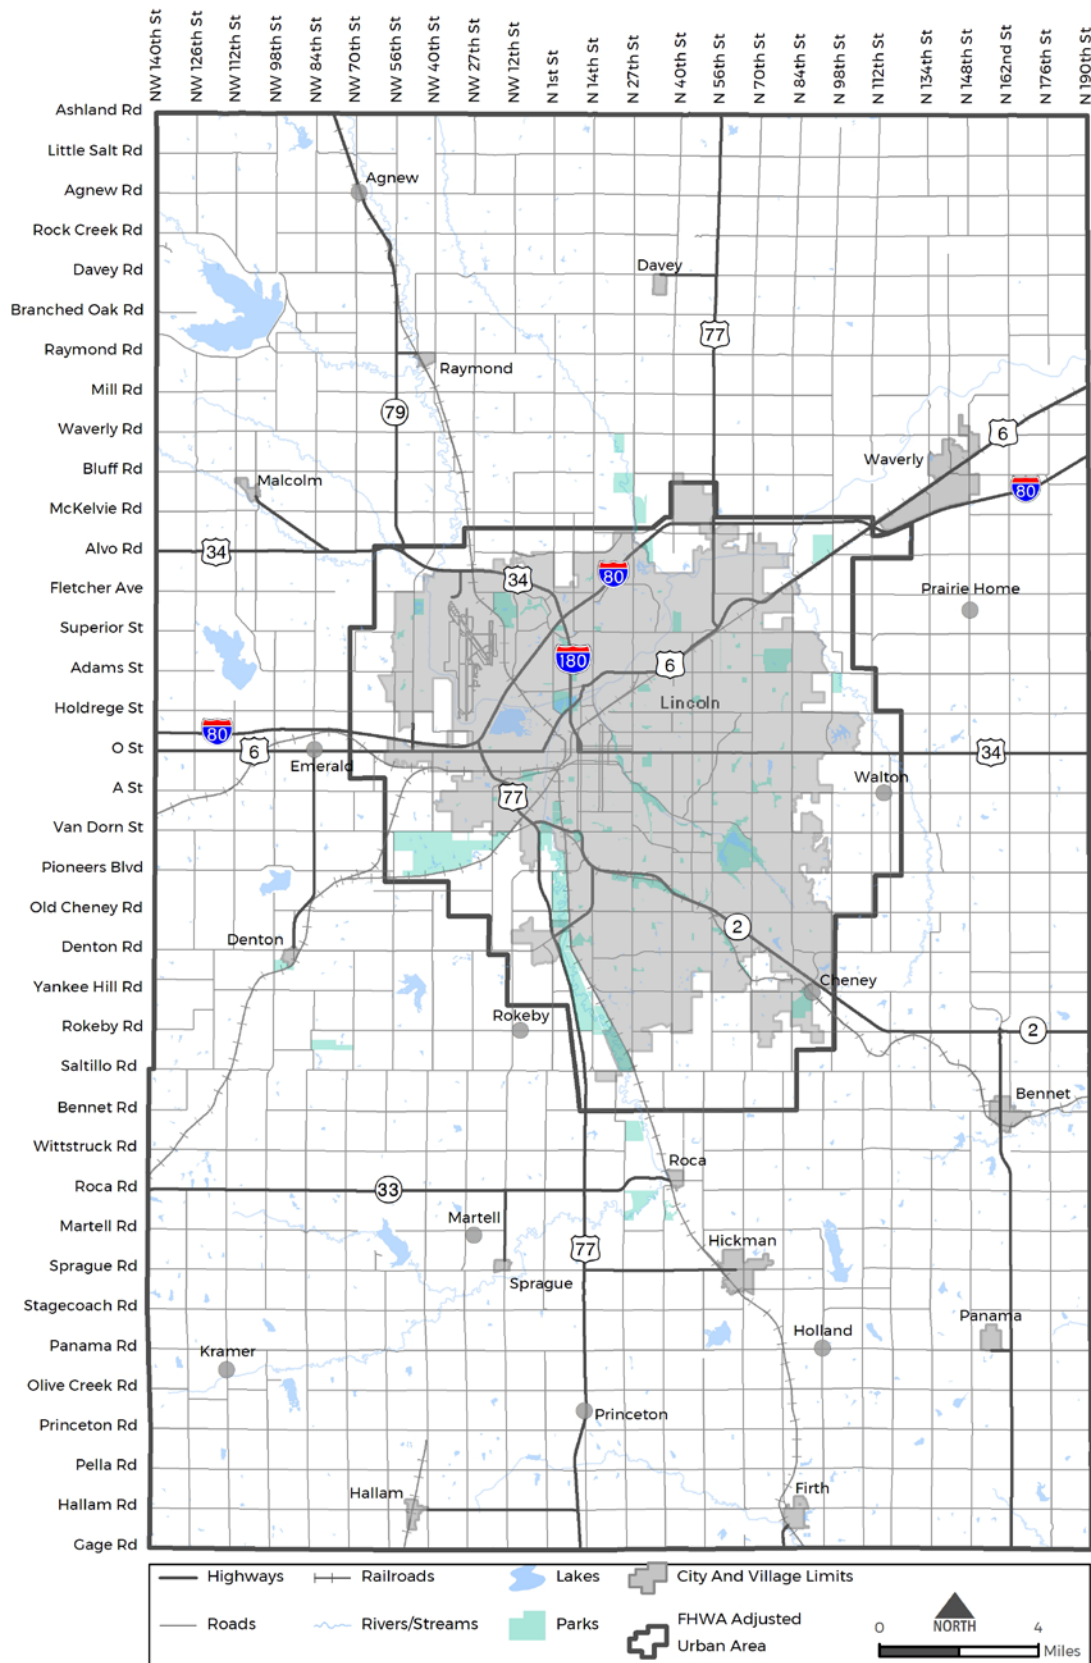 NW 140th St
NW 126th St
NW 112th St
NW 98th St
NW 84th St
NW 70th St
NW 56th St
NW 40th St
NW 27th St
NW 12th St
N 1st St
N 14th St
N 27th St
N 40th St
N 56th St
N 70th St
N 84th St
N 98th St
N 112th St
N 134th St
N 148th St
N 162nd St
N 176th St
N 190th St
Ashland Rd
Little Salt Rd
Agnew Rd
Agnew
Rock Creek Rd
Davey Rd
Davey
Branched Oak Rd
77
Raymond Rd
Raymond
Mill Rd
79
Waverly Rd
6
Waverly
Bluff Rd
Malcolm
80
McKelvie Rd
Alvo Rd
34
34
80
Fletcher Ave
Prairie Home
Superior St
180
6
Adams St
Lincoln
Holdrege St
80
O St
6
34
Emerald
A St
Walton
77
Van Dorn St
Pioneers Blvd
Old Cheney Rd
2
Denton Rd
Denton
Yankee Hill Rd
Cheney
Rokeby Rd
Rokeby
2
Saltillo Rd
Bennet Rd
Bennet
Wittstruck Rd
Roca
Roca Rd
33
Martell Rd
Martell
Hickman
77
Sprague Rd
Sprague
Stagecoach Rd
Panama
Holland
Panama Rd
Kramer
Olive Creek Rd
Princeton Rd
Princeton
Pella Rd
Hallam
Firth
Hallam Rd
Gage Rd
Highways
Railroads
Lakes
City And Village Limits
Roads
Rivers/Streams
Parks
FHWA Adjusted
Urban Area
NORTH
0
4
Miles